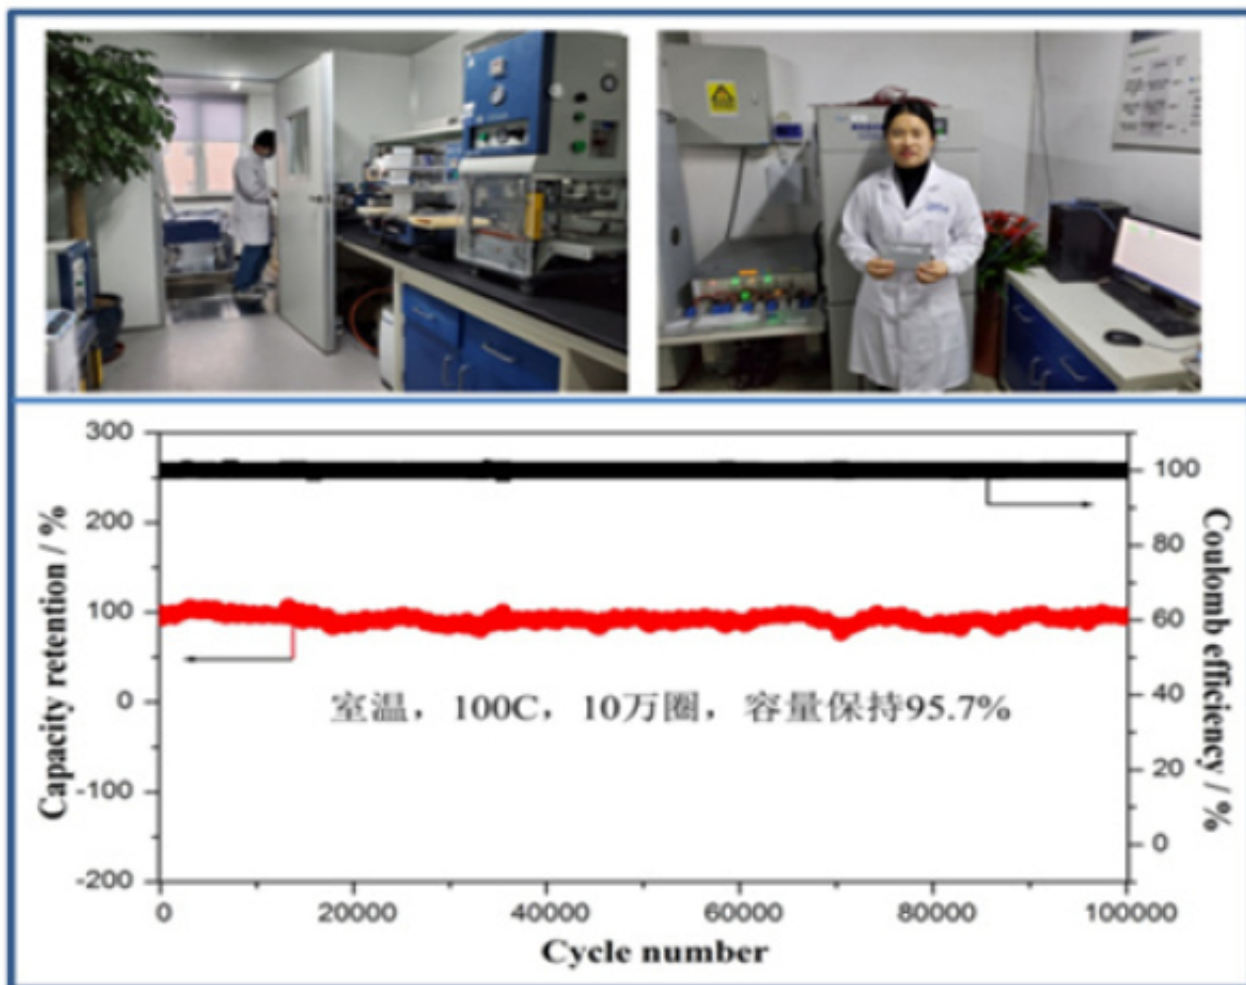 300
200
100
0
-100
-200
Capacity retention / %
100
80
60
40
20
0
Coulomb efficiency / %
室温，100C，10万圈，容量保持95.7%
0 20000 40000 60000 80000 100000
Cycle number